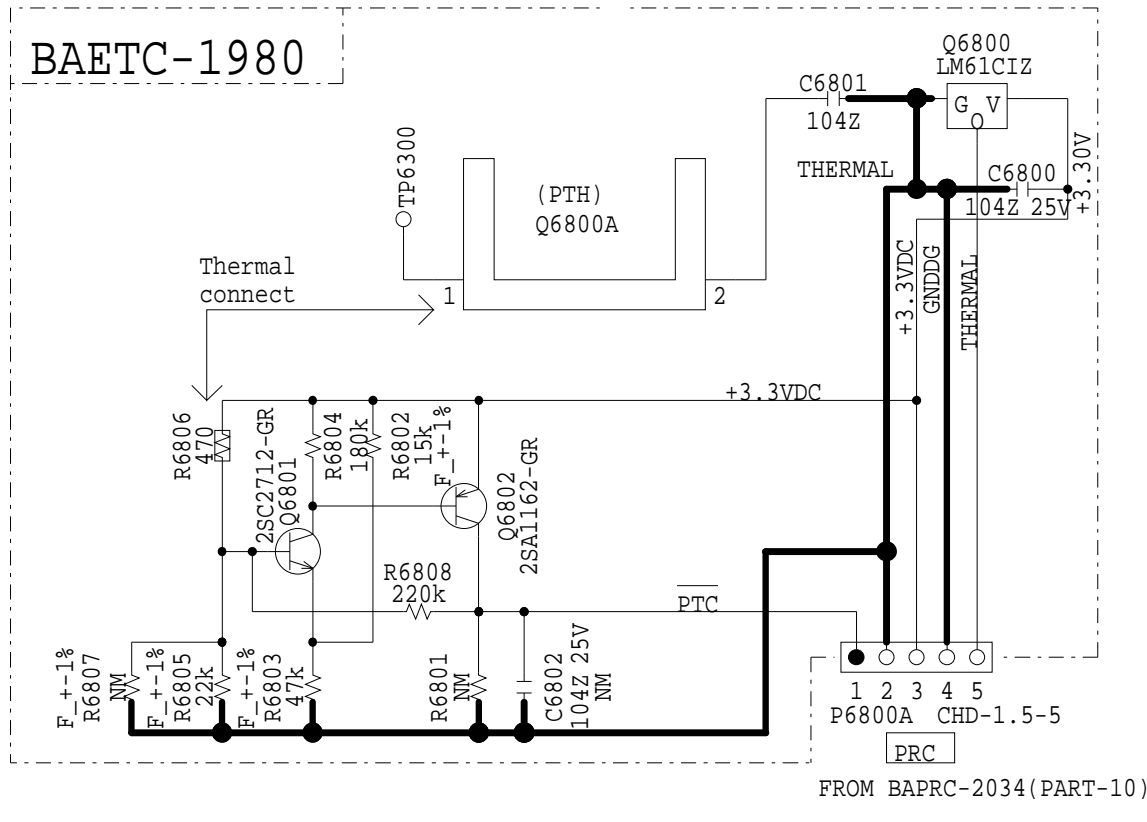 BAETC-1980
Q6800
LM61CIZ
C6801
104Z
G V
O
THERMAL
C6800
104Z 25V
+3.30V
TP6300
(PTH)
Q6800A
Thermal
connect
1
2
+3.3VDC
GNDDG
THERMAL
+3.3VDC
R6806
470
2SC2712-GR
Q6801
R6804
180k
R6802
15k
F_+-1%
Q6802
2SA1162-GR
R6808
220k
PTC
F_+-1%
R6807
NM
F_+-1%
R6805
22k
F_+-1%
R6803
47k
R6801
NM
C6802
104Z 25V
NM
1 2 3 4 5
P6800A CHD-1.5-5
PRC
FROM BAPRC-2034(PART-10)